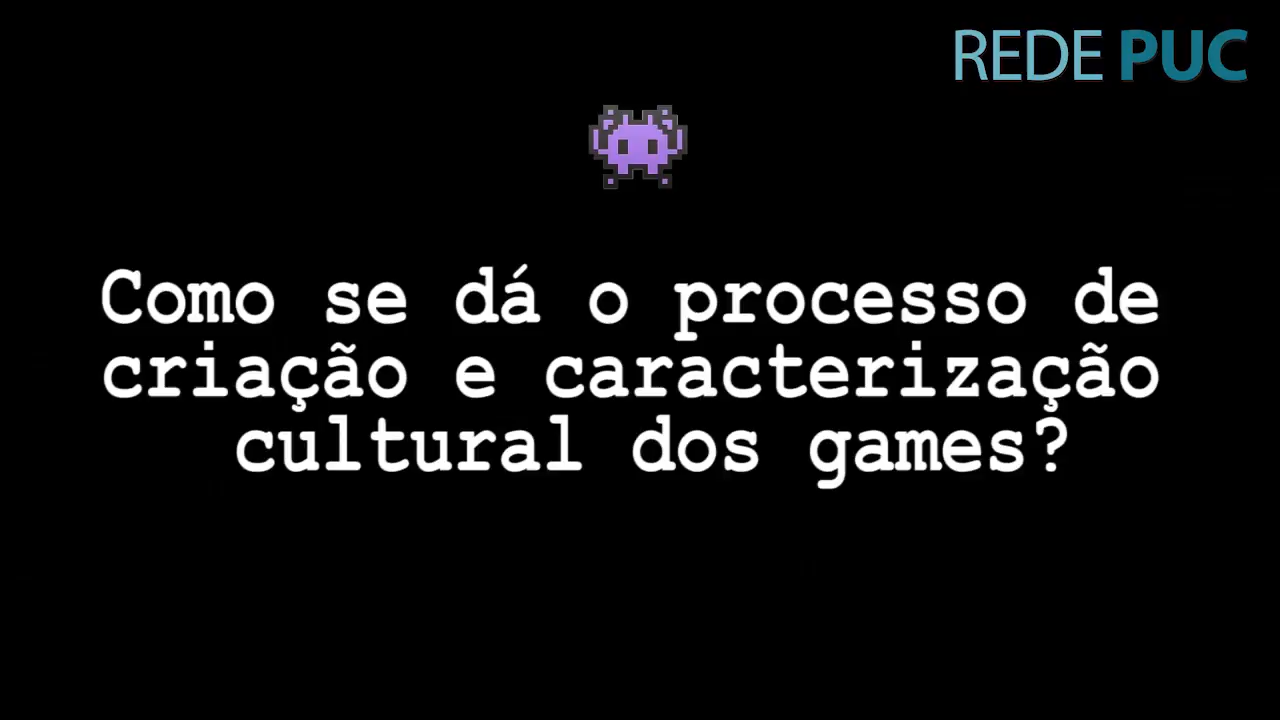 REDE PUC
Como se dá o processo de
criação e caracterização
cultural dos games?